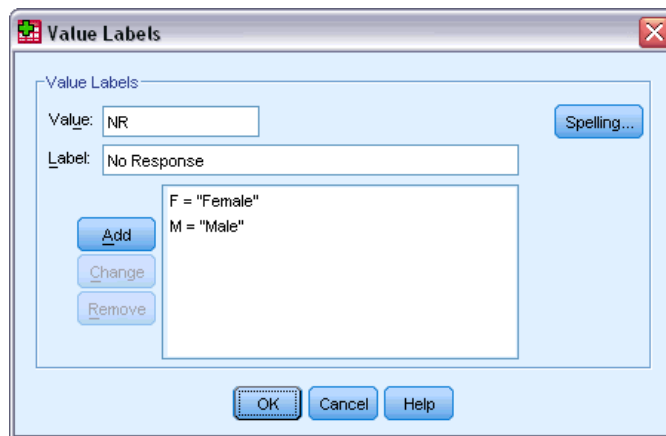 Value Labels
Value Labels
Value: NR
Spelling...
Label: No Response
F = "Female"
M = "Male"
Add
Change
Remove
OK Cancel Help